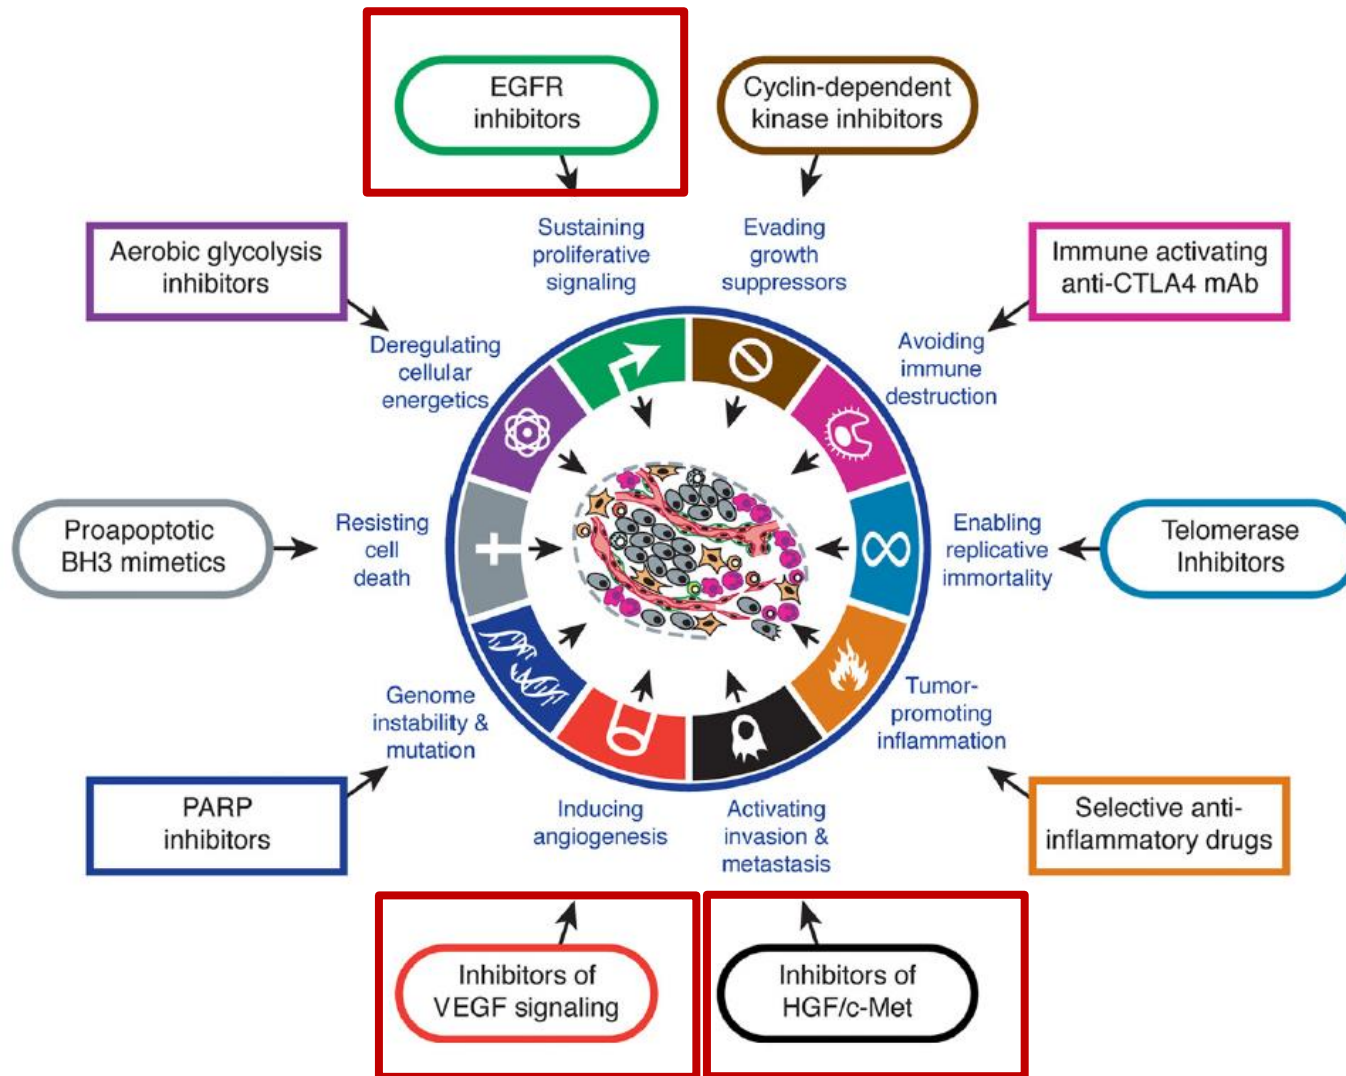 EGFR
inhibitors
Cyclin-dependent
kinase inhibitors
Sustaining
proliferative
signaling
Evading
growth
suppressors
Aerobic glycolysis
inhibitors
Immune activating
anti-CTLA4 mAb
Deregulating
cellular
energetics
Avoiding
immune
destruction
Proapoptotic
BH3 mimetics
Resisting
cell
death
Enabling
replicative
immortality
Telomerase
Inhibitors
Genome
instability &
mutation
Tumor-
promoting
inflammation
PARP
inhibitors
Inducing
angiogenesis
Activating
invasion &
metastasis
Selective anti-
inflammatory drugs
Inhibitors of
VEGF signaling
Inhibitors of
HGF/c-Met